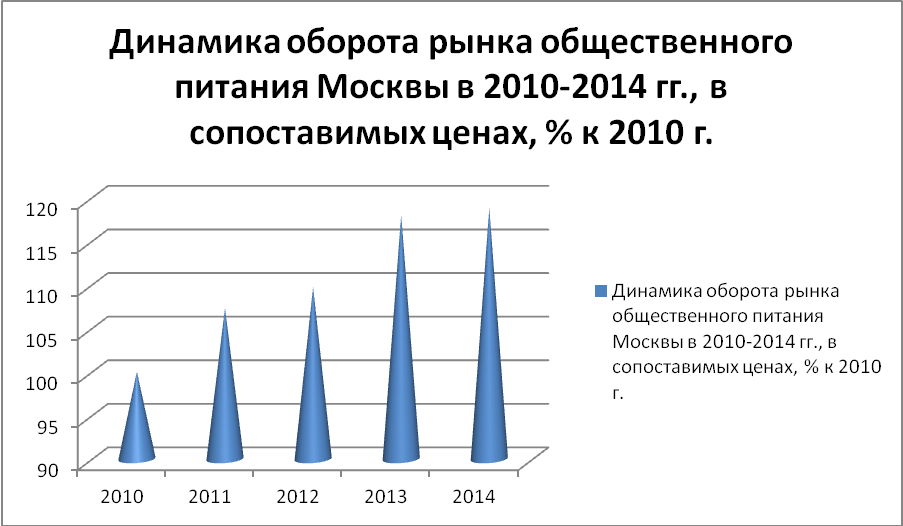 Динамика оборота рынка общественного
питания Москвы в 2010-2014 гг., в
сопоставимых ценах, % к 2010 г.
120
115
110
105
100
95
90
2010 2011 2012 2013 2014
Динамика оборота рынка
общественного питания
Москвы в 2010-2014 гг., в
сопоставимых ценах, % к 2010
г.